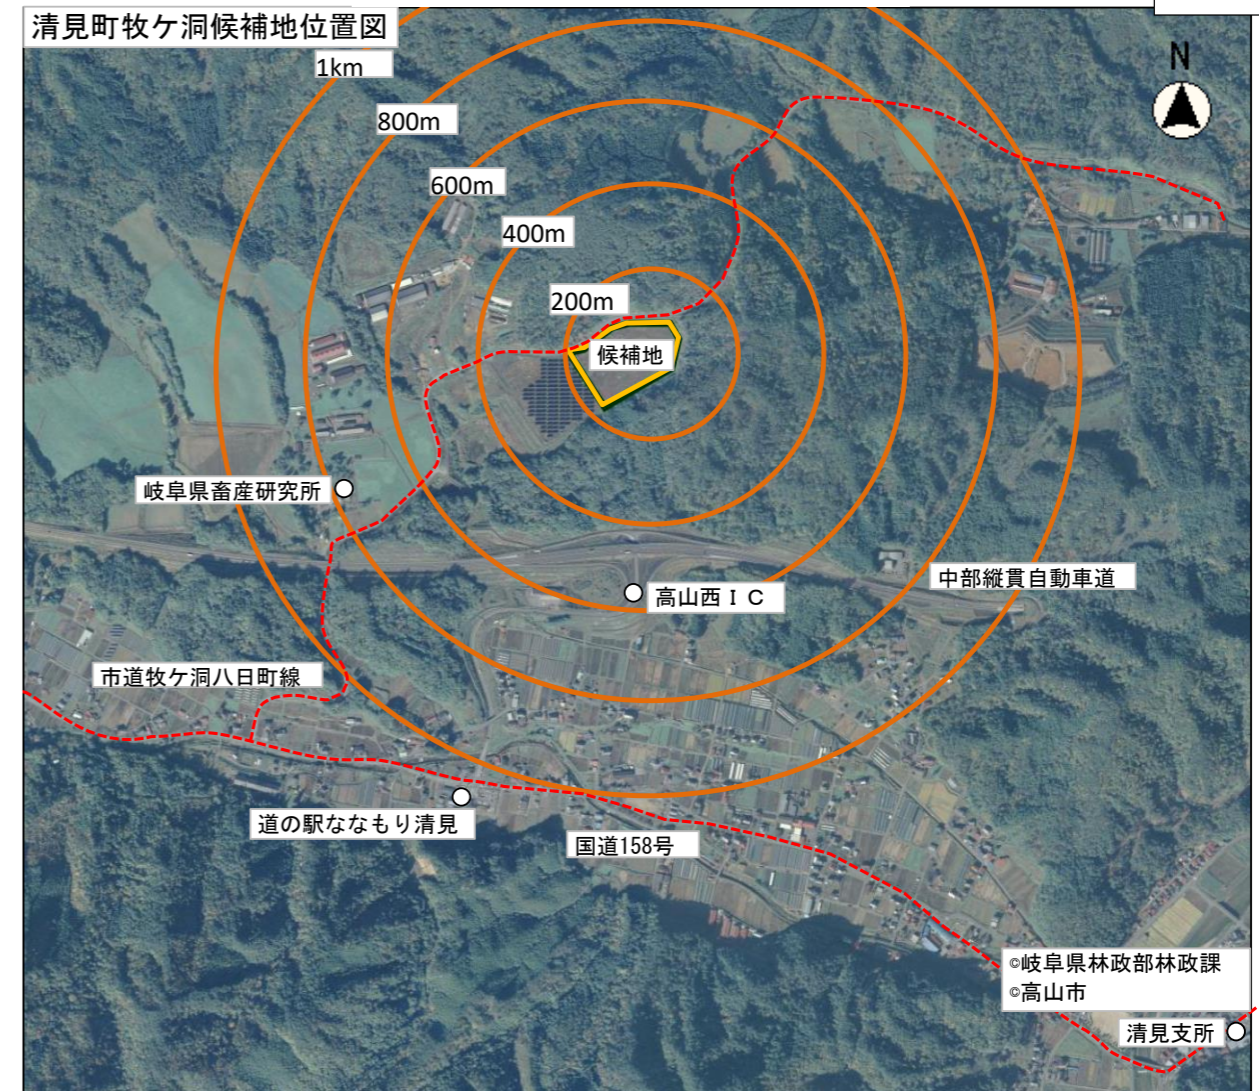 清見町牧ケ洞候補地位置図
N
1km
800m
600m
400m
200m
候補地
岐阜県畜産研究所
中部縦貫自動車道
高山西ＩＣ
市道牧ケ洞八日町線
道の駅ななもり清見
国道158号
©岐阜県林政部林政課
©高山市
清見支所